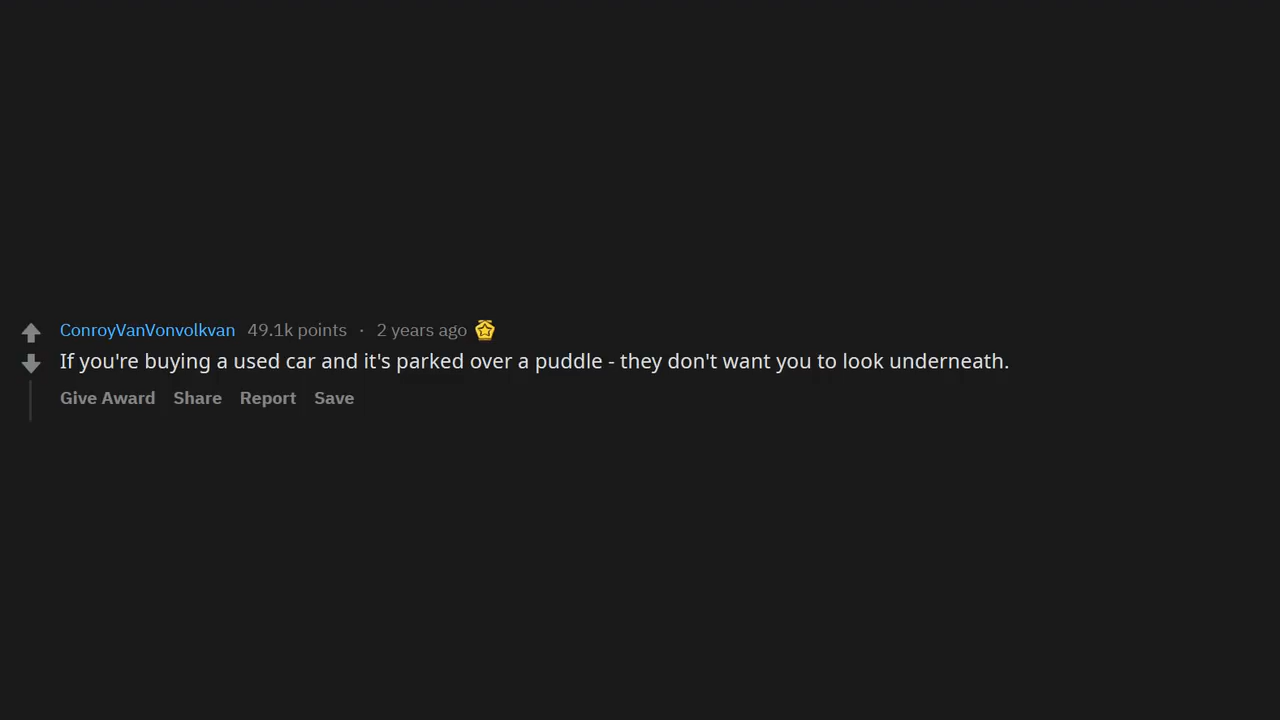 ConroyVanVonvolkvan 49.1k points · 2 years ago
If you're buying a used car and it's parked over a puddle - they don't want you to look underneath.
Give Award Share Report Save